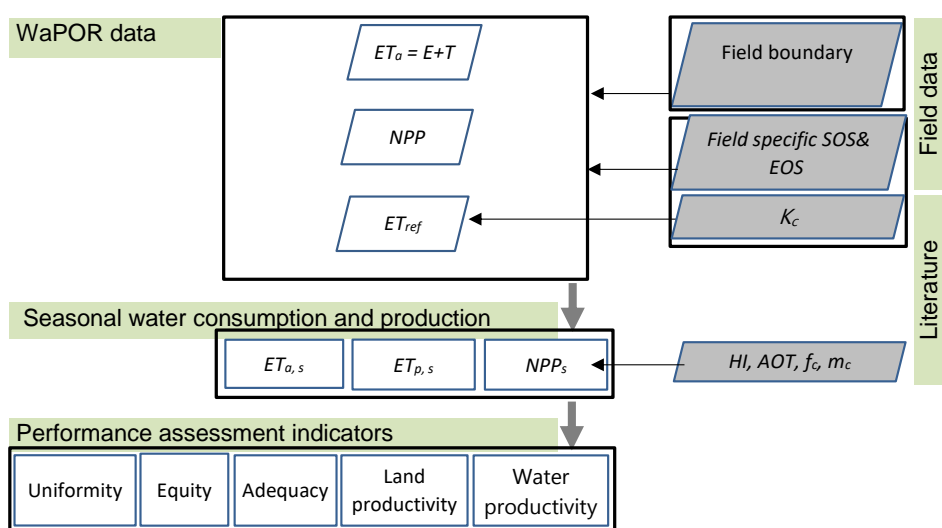 WaPOR data
ETa = E+T
NPP
ETref
Field boundary
Field specific SOS&
EOS
Kc
Field data
Literature
Seasonal water consumption and production
ETa, s
ETp, s
NPPs
HI, AOT, fc, mc
Performance assessment indicators
Uniformity
Equity
Adequacy
Land
productivity
Water
productivity